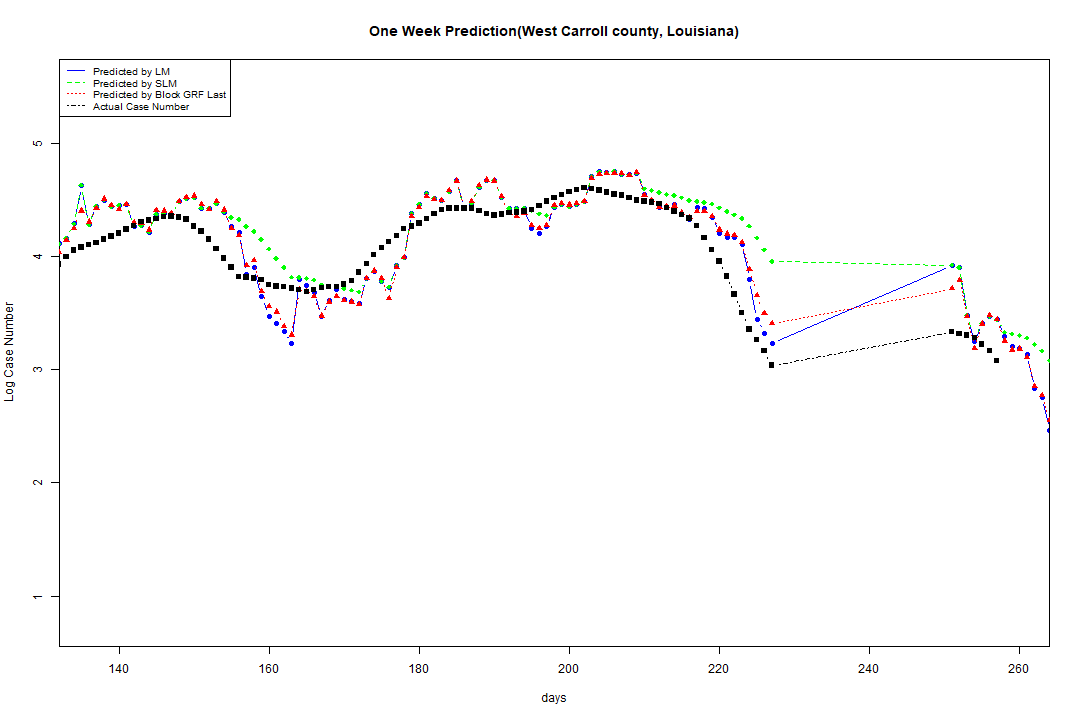 One Week Prediction(West Carroll county, Louisiana)
Predicted by LM
Predicted by SLM
Predicted by Block GRF Last
Actual Case Number
5
4
3
2
1
Log Case Number
140 160 180 200 220 240 260
days